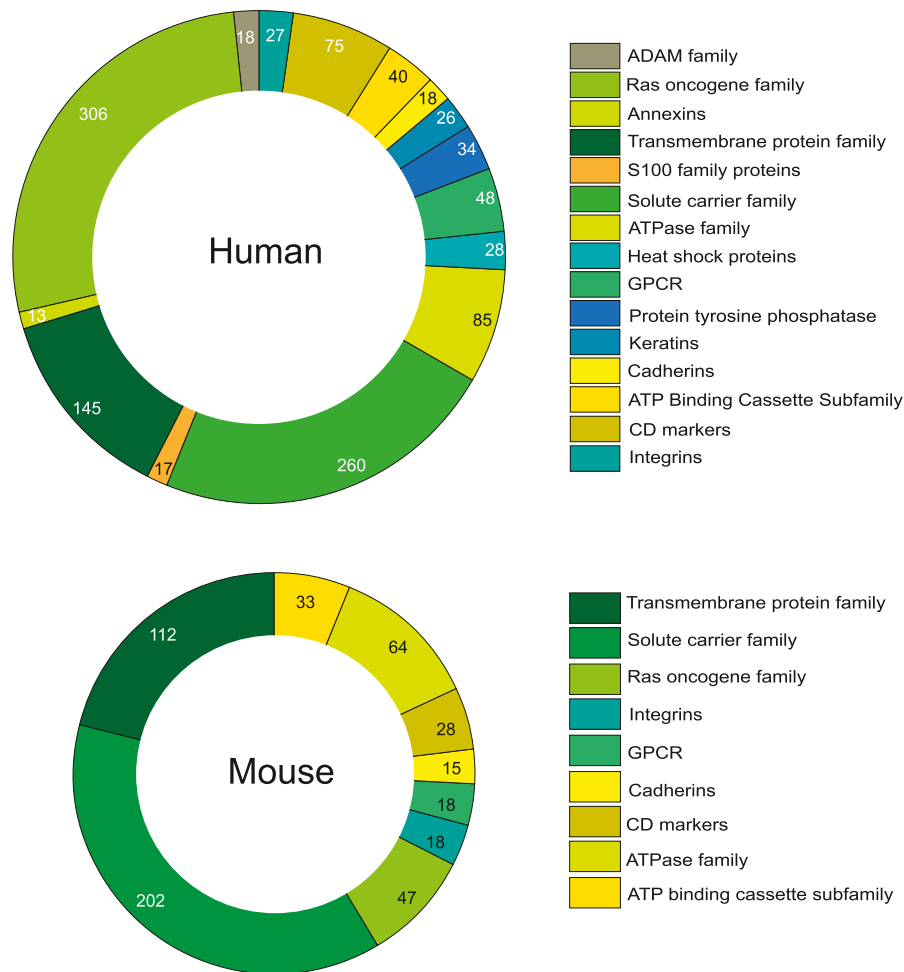 18
27
75
40
18
26
34
48
28
85
260
17
145
13
306
Human
ADAM family
Ras oncogene family
Annexins
Transmembrane protein family
S100 family proteins
Solute carrier family
ATPase family
Heat shock proteins
GPCR
Protein tyrosine phosphatase
Keratins
Cadherins
ATP Binding Cassette Subfamily
CD markers
Integrins
33
64
28
15
18
18
47
202
112
Mouse
Transmembrane protein family
Solute carrier family
Ras oncogene family
Integrins
GPCR
Cadherins
CD markers
ATPase family
ATP binding cassette subfamily